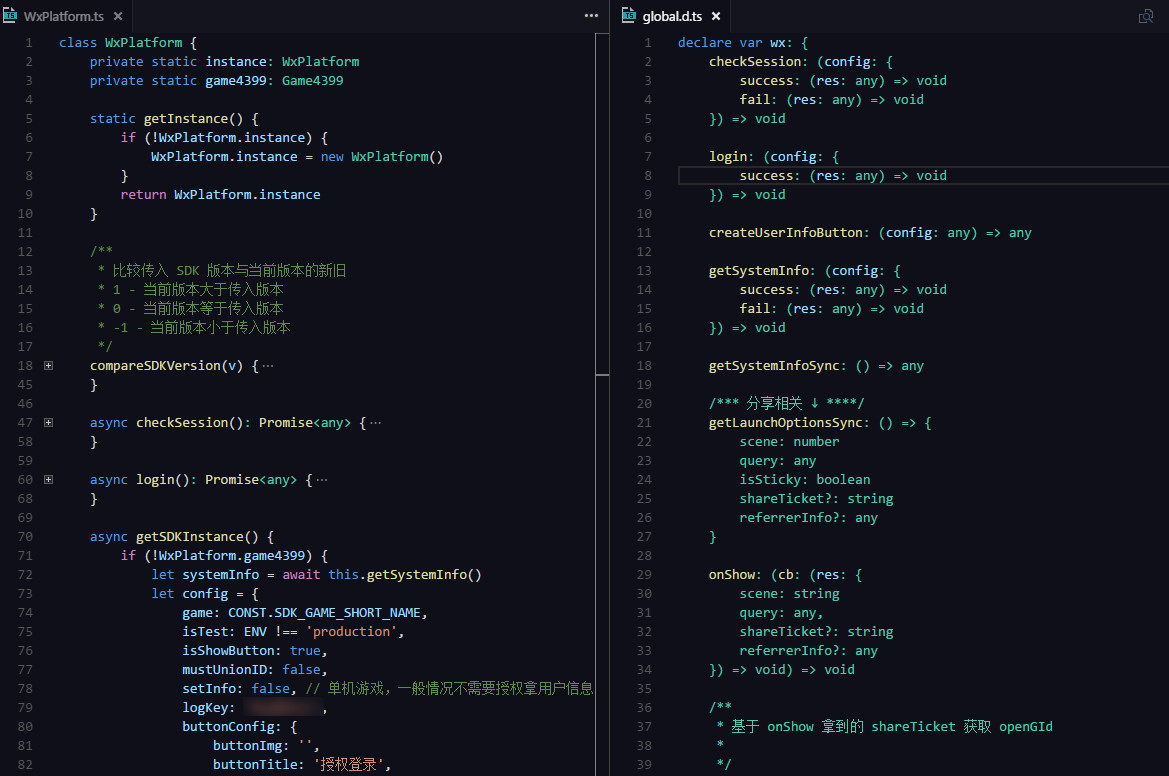 WxPlatform.ts ×
1 class WxPlatform {
2 private static instance: WxPlatform
3 private static game4399: Game4399
4
5 static getInstance() {
6 if (!WxPlatform.instance) {
7 WxPlatform.instance = new WxPlatform()
8 }
9 return WxPlatform.instance
10 }
11
12 /**
13 * 比较传入 SDK 版本与当前版本的新旧
14 * 1 - 当前版本大于传入版本
15 * 0 - 当前版本等于传入版本
16 * -1 - 当前版本小于传入版本
17 */
18 compareSDKVersion(v) {⋯
45 }
46
47 async checkSession(): Promise<any> {⋯
58 }
59
60 async login(): Promise<any> {⋯
68 }
69
70 async getSDKInstance() {
71 if (!WxPlatform.game4399) {
72 let systemInfo = await this.getSystemInfo()
73 let config = {
74 game: CONST.SDK_GAME_SHORT_NAME,
75 isTest: ENV !== 'production',
76 isShowButton: true,
77 mustUnionID: false,
78 setInfo: false, // 单机游戏，一般情况不需要授权拿用户信息
79 logKey: ,
80 buttonConfig: {
81 buttonImg: '',
82 buttonTitle: '授权登录',
global.d.ts ×
1 declare var wx: {
2 checkSession: (config: {
3 success: (res: any) => void
4 fail: (res: any) => void
5 }) => void
6
7 login: (config: {
8 success: (res: any) => void
9 }) => void
10
11 createUserInfoButton: (config: any) => any
12
13 getSystemInfo: (config: {
14 success: (res: any) => void
15 fail: (res: any) => void
16 }) => void
17
18 getSystemInfoSync: () => any
19
20 /*** 分享相关 ↓ ****/
21 getLaunchOptionsSync: () => {
22 scene: number
23 query: any
24 isSticky: boolean
25 shareTicket?: string
26 referrerInfo?: any
27 }
28
29 onShow: (cb: (res: {
30 scene: string
31 query: any,
32 shareTicket?: string
33 referrerInfo?: any
34 }) => void) => void
35
36 /**
37 * 基于 onShow 拿到的 shareTicket 获取 openGId
38 *
39 */